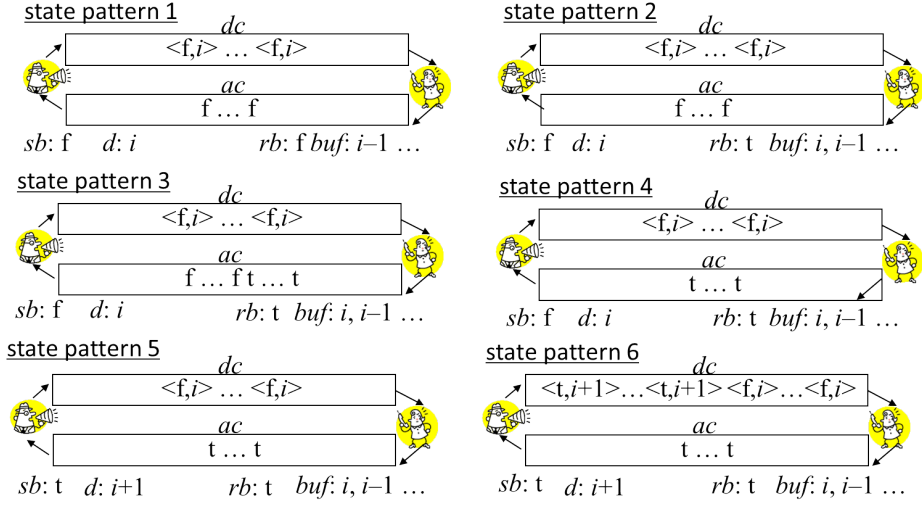 state pattern 1
dc
<f,i> … <f,i>
ac
f … f
sb: f d: i rb: f buf: i–1 …
state pattern 2
dc
<f,i> … <f,i>
ac
f … f
sb: f d: i rb: t buf: i, i–1 …
state pattern 3
dc
<f,i> … <f,i>
ac
f … f t … t
sb: f d: i rb: t buf: i, i–1 …
state pattern 4
dc
<f,i> … <f,i>
ac
t … t
sb: f d: i rb: t buf: i, i–1 …
state pattern 5
dc
<f,i> … <f,i>
ac
t … t
sb: t d: i+1 rb: t buf: i, i–1 …
state pattern 6
dc
<t,i+1>…<t,i+1> <f,i>…<f,i>
ac
t … t
sb: t d: i+1 rb: t buf: i, i–1 …